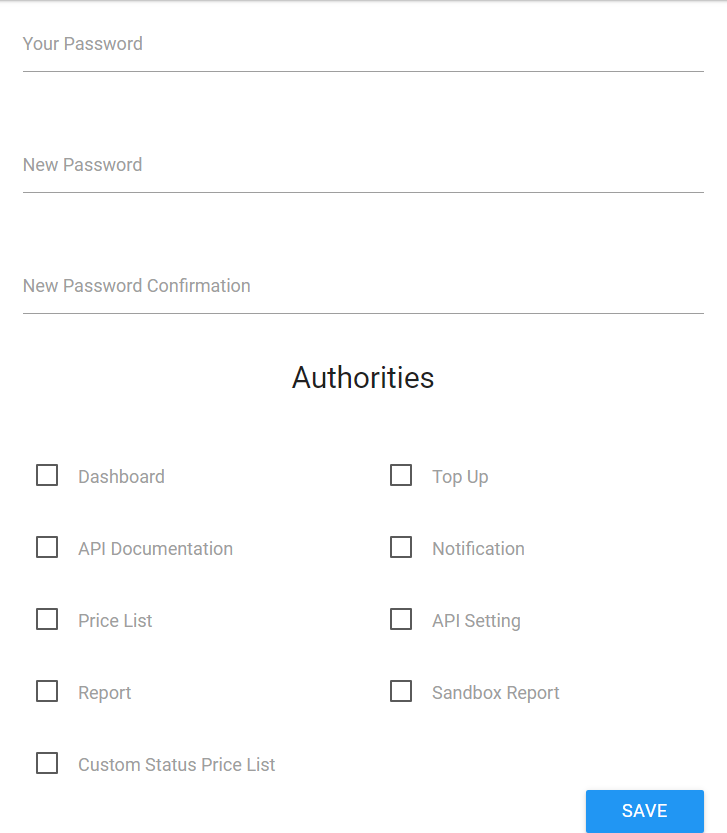 Your Password
New Password
New Password Confirmation
Authorities
Dashboard
Top Up
API Documentation
Notification
Price List
API Setting
Report
Sandbox Report
Custom Status Price List
SAVE